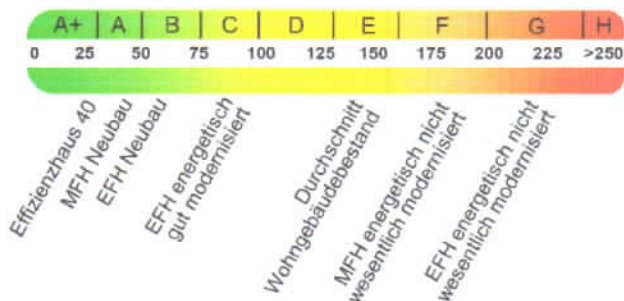 A+ A B C D E F G H
0 25 50 75 100 125 150 175 200 225 >250
Effizienzhaus 40
MFH Neubau
EFH Neubau
EFH energetisch
gut modernisiert
Durchschnitt
Wohngebäudebestand
MFH energetisch nicht
wesentlich modernisiert
EFH energetisch nicht
wesentlich modernisiert